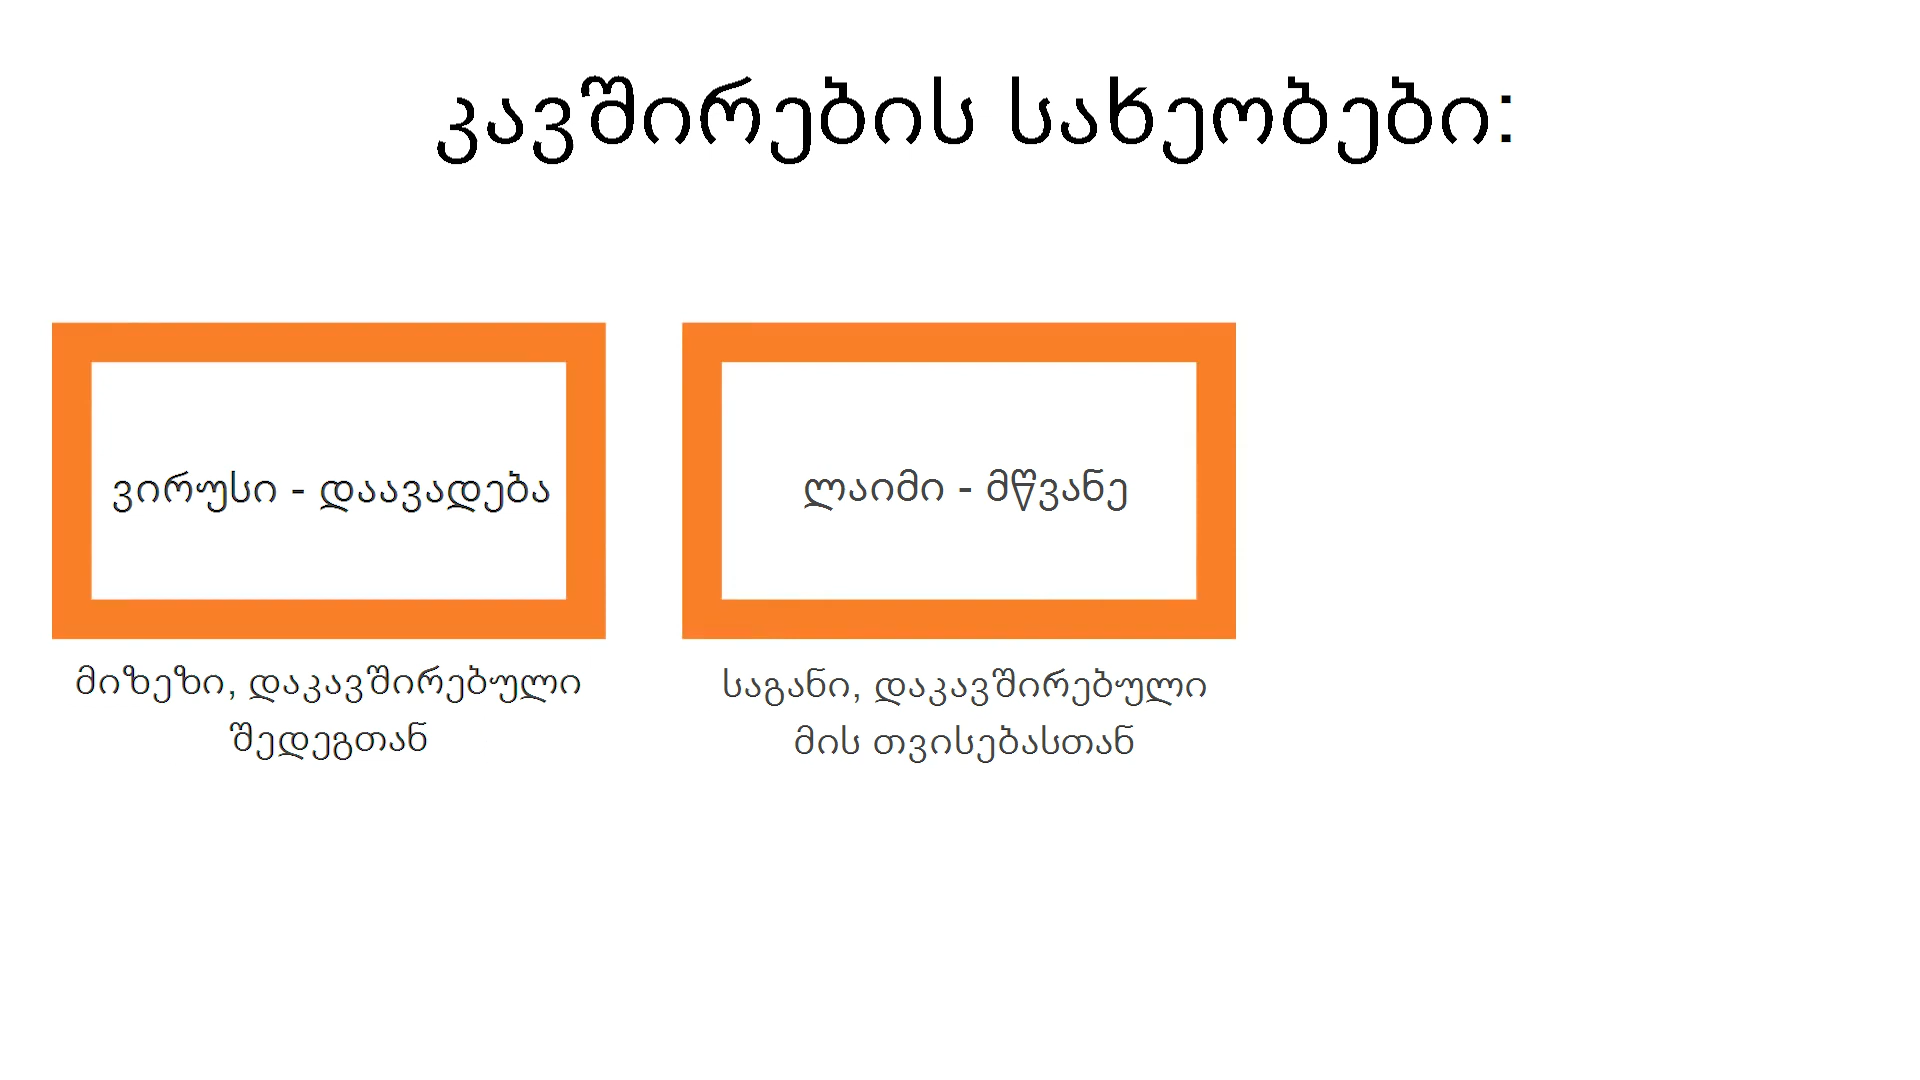 კავშირების სახეობები:
ვირუსი - დაავადება
ლაიმი - მწვანე
მიზეზი, დაკავშირებული
შედეგთან
საგანი, დაკავშირებული
მის თვისებასთან